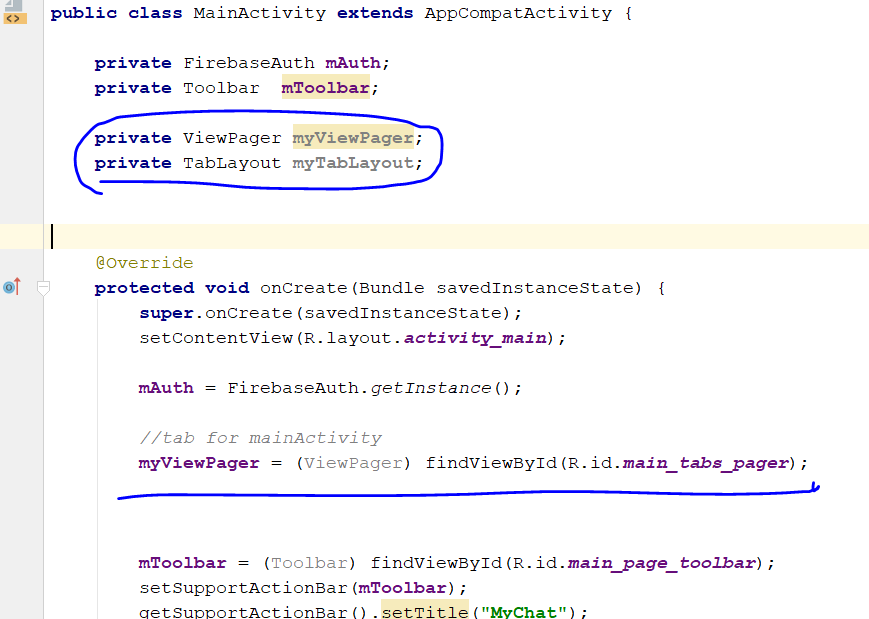 public class MainActivity extends AppCompatActivity {
private FirebaseAuth mAuth;
private Toolbar  mToolbar;
private ViewPager myViewPager;
private TabLayout myTabLayout;
@Override
protected void onCreate(Bundle savedInstanceState) {
super.onCreate(savedInstanceState);
setContentView(R.layout.activity_main);
mAuth = FirebaseAuth.getInstance();
//tab for mainActivity
myViewPager = (ViewPager) findViewById(R.id.main_tabs_pager);
mToolbar = (Toolbar) findViewById(R.id.main_page_toolbar);
setSupportActionBar(mToolbar);
getSupportActionBar().setTitle("MyChat");